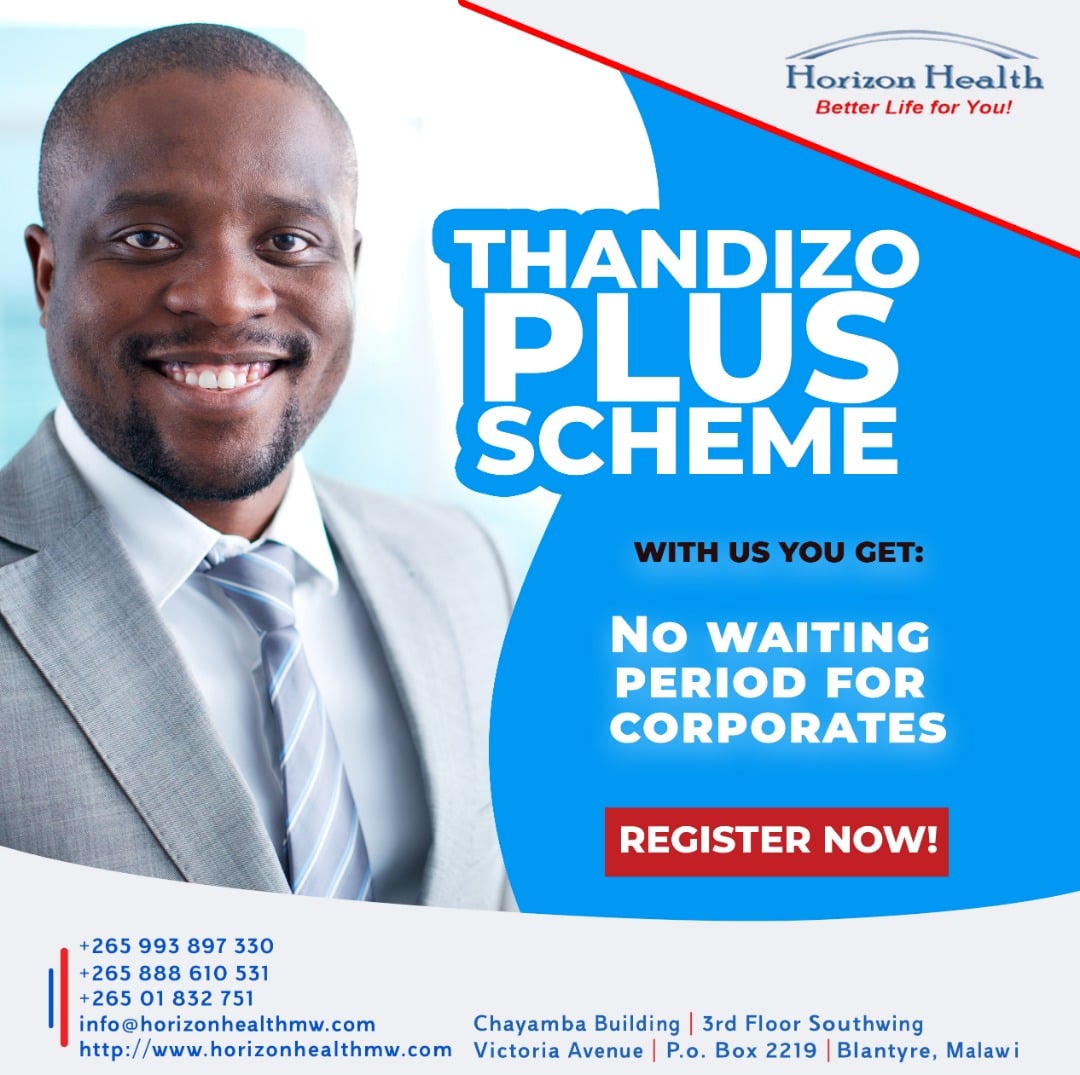 Horizon Health
Better Life for You!
THANDIZO
PLUS
SCHEME
WITH US YOU GET:
NO WAITING
PERIOD FOR
CORPORATES
REGISTER NOW!
+265 993 897 330
+265 888 610 531
+265 01 832 751
info@horizonhealthmw.com
http://www.horizonhealthmw.com
Chayamba Building | 3rd Floor Southwing
Victoria Avenue | P.o. Box 2219 | Blantyre, Malawi